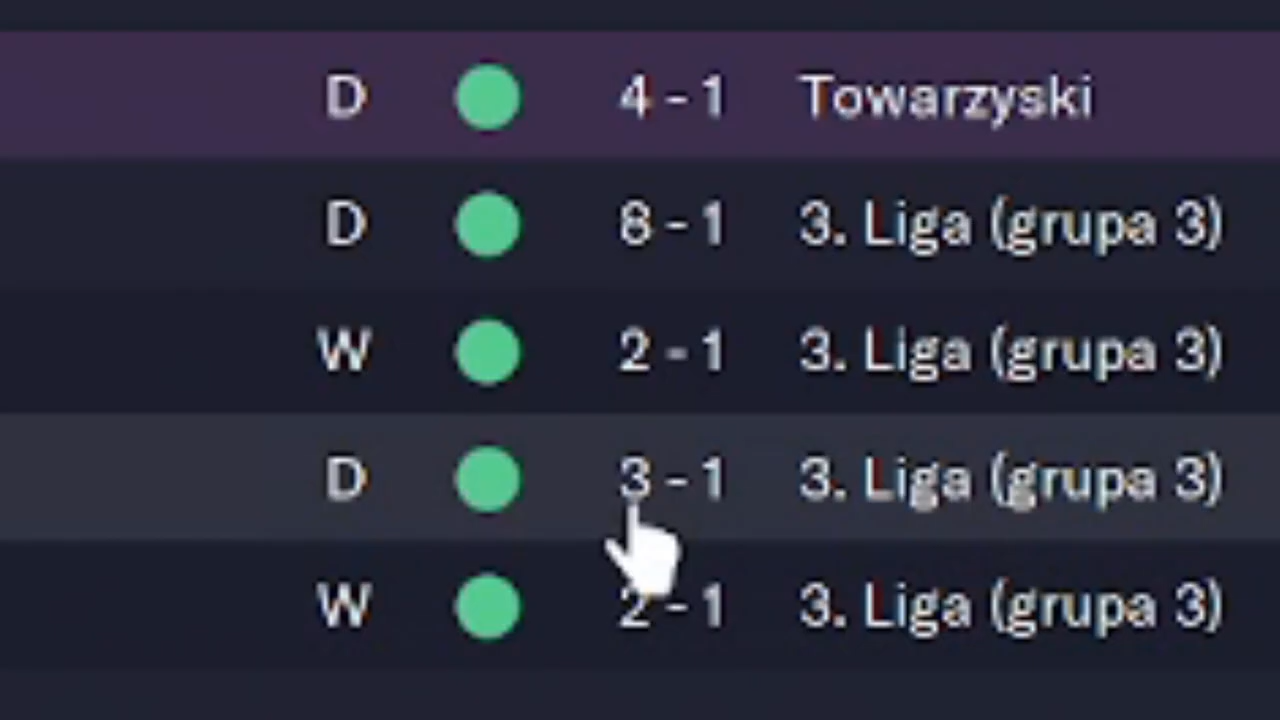 D 4 - 1 Towarzyski
D 8 - 1 3. Liga (grupa 3)
W 2 - 1 3. Liga (grupa 3)
D 3 - 1 3. Liga (grupa 3)
W 2 - 1 3. Liga (grupa 3)